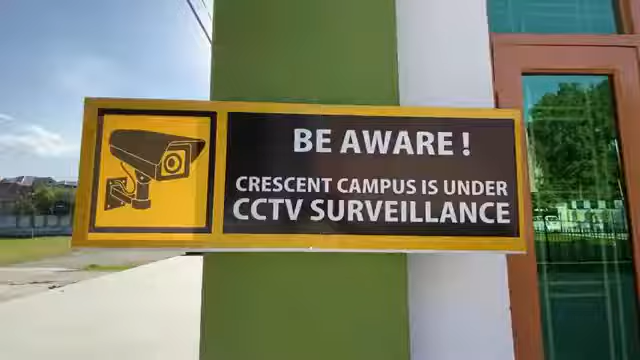 BE AWARE !
CRESCENT CAMPUS IS UNDER
CCTV SURVEILLANCE